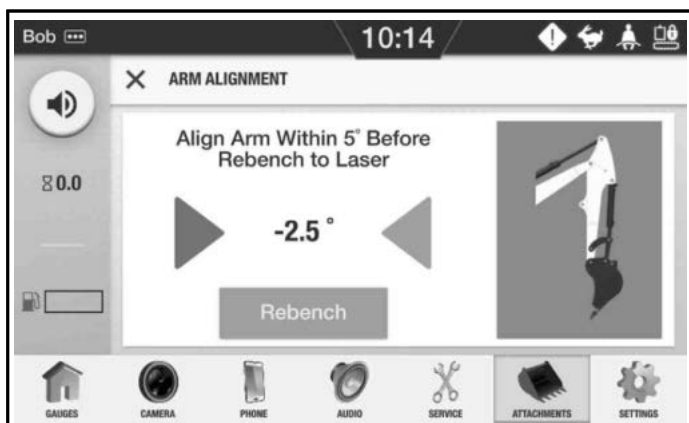 Bob
10:14
ARM ALIGNMENT
Align Arm Within 5° Before
Rebench to Laser
0.0
-2.5 °
Rebench
GAUGES
CAMERA
PHONE
AUDIO
SERVICE
ATTACHMENTS
SETTINGS